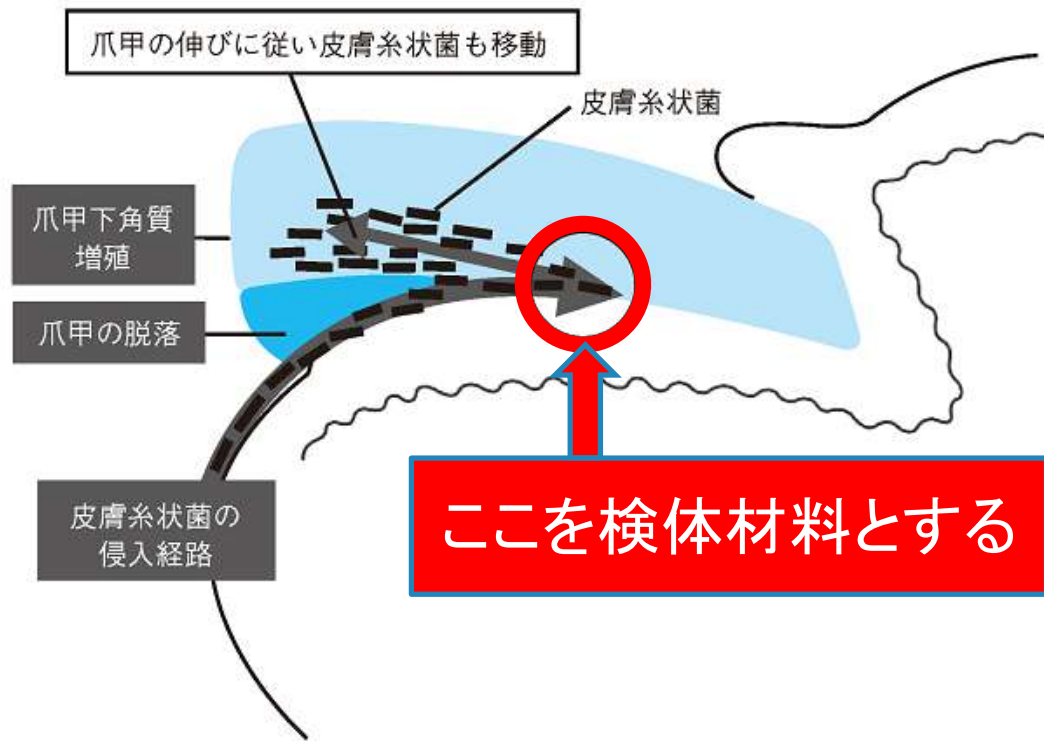 爪甲の伸びに従い皮膚糸状菌も移動
皮膚糸状菌
爪甲下角質
増殖
爪甲の脱落
皮膚糸状菌の
侵入経路
ここを検体材料とする